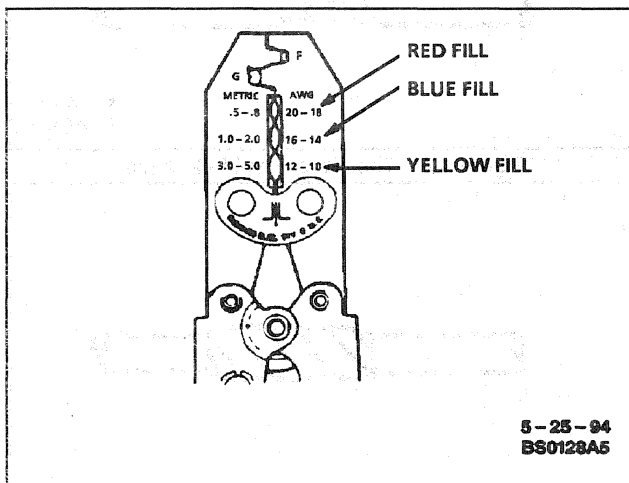 RED FILL
F
G
BLUE FILL
METRIC AWG
.5-.8 20-18
1.0-2.0 16-14
3.0-5.0 12-10
YELLOW FILL
5-25-94
BS0128A5